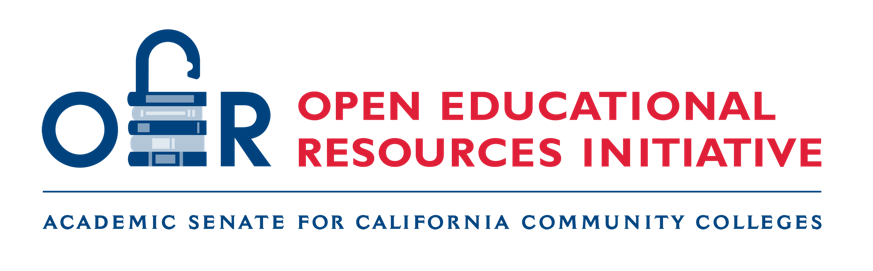 OER
OPEN EDUCATIONAL
RESOURCES INITIATIVE
ACADEMIC SENATE FOR CALIFORNIA COMMUNITY COLLEGES